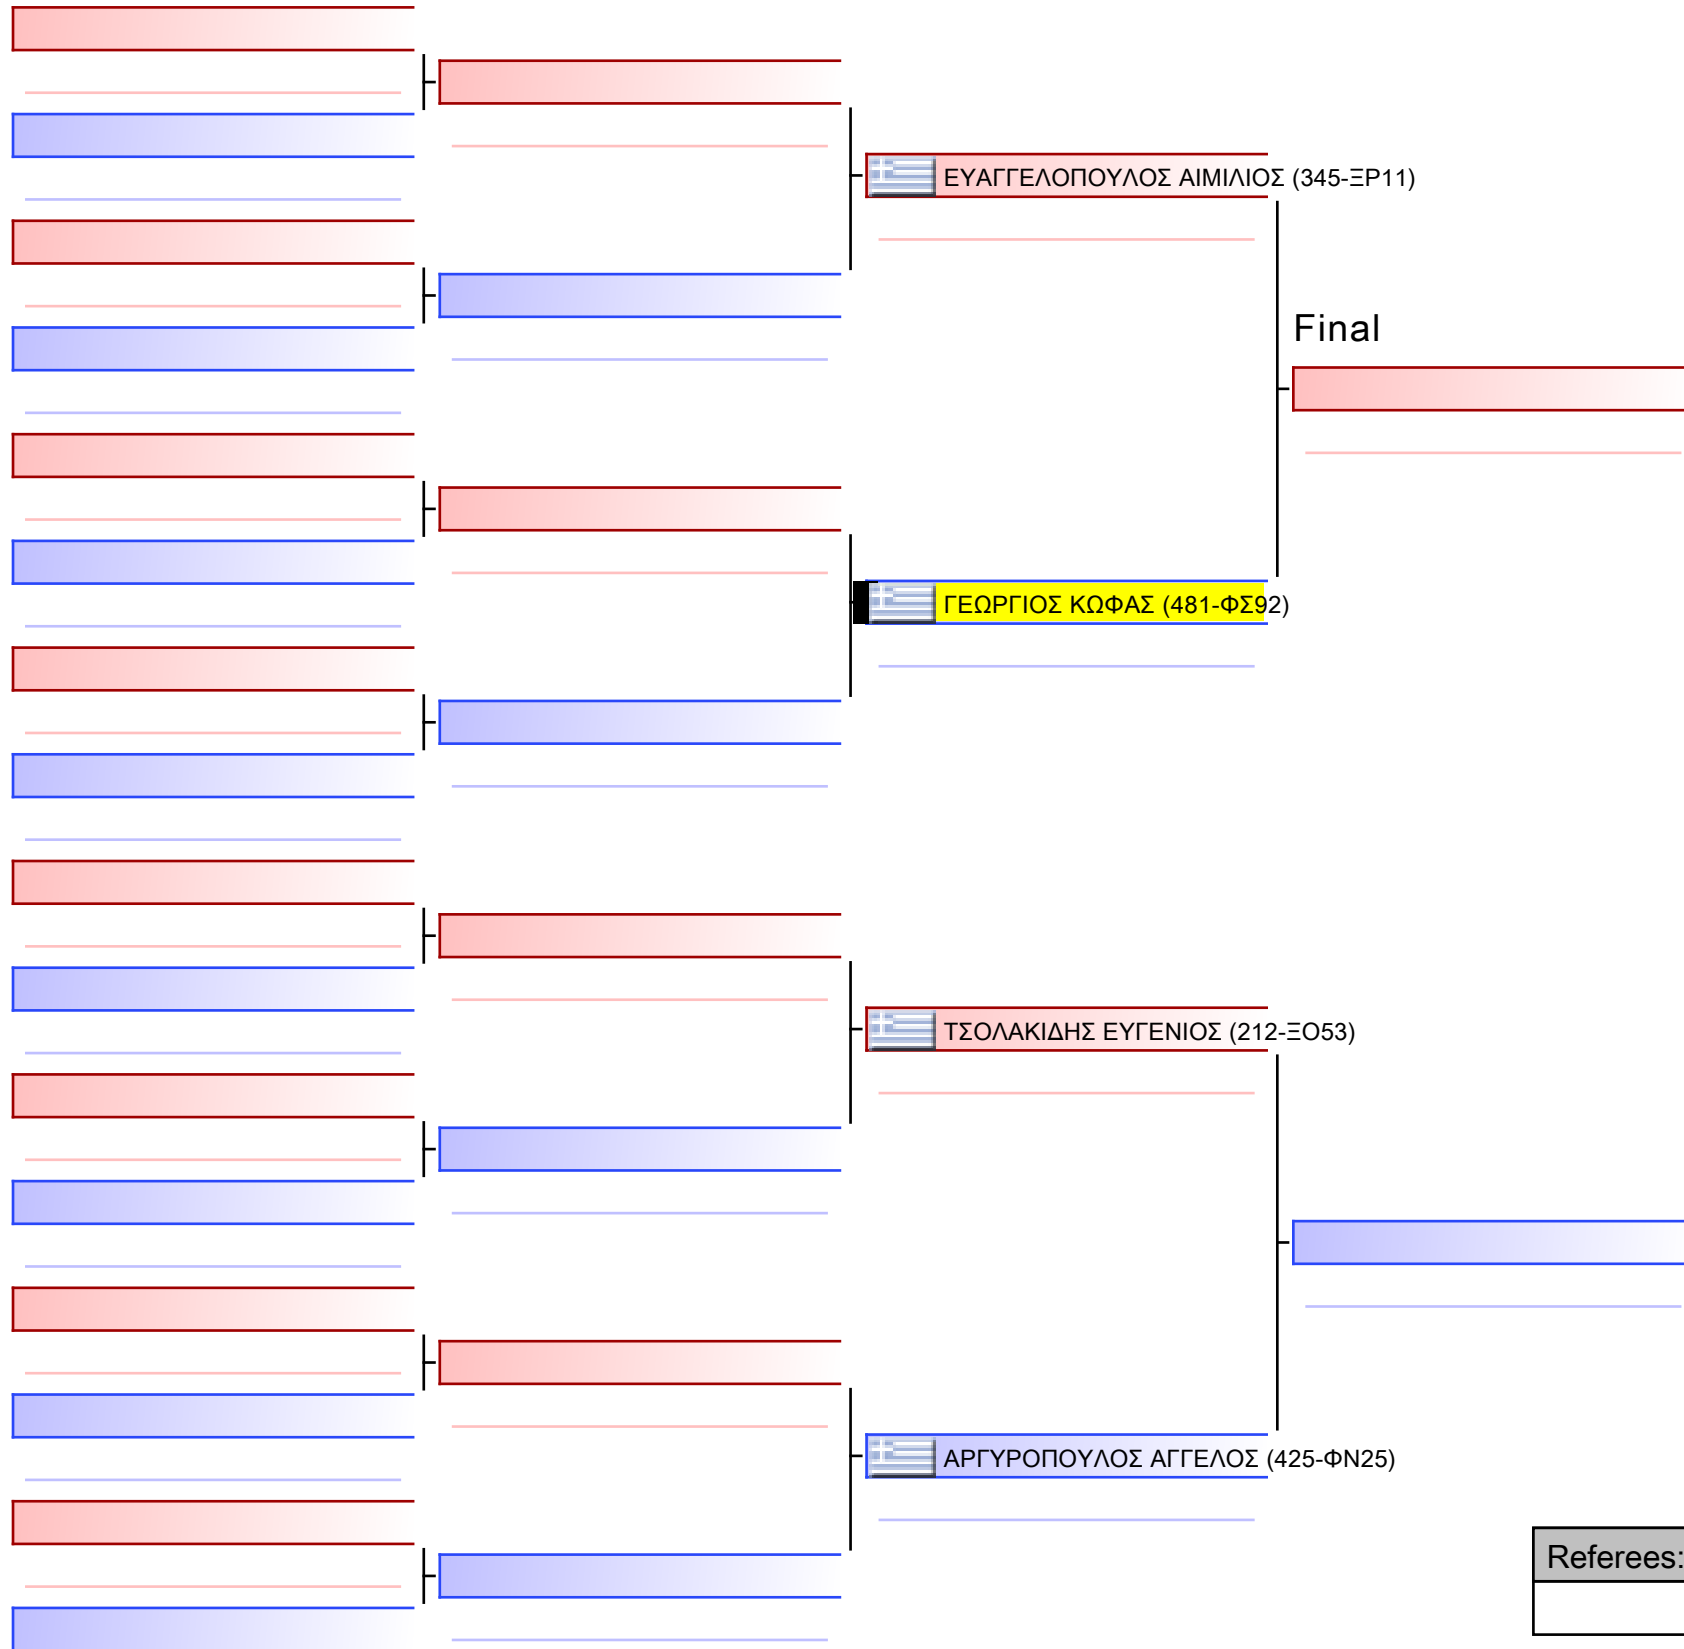 ΕΥΑΓΓΕΛΟΠΟΥΛΟΣ ΑΙΜΙΛΙΟΣ (345-ΞΡ11)
Final
ΓΕΩΡΓΙΟΣ ΚΩΦΑΣ (481-ΦΣ92)
ΤΣΟΛΑΚΙΔΗΣ ΕΥΓΕΝΙΟΣ (212-ΞΟ53)
ΑΡΓΥΡΟΠΟΥΛΟΣ ΑΓΓΕΛΟΣ (425-ΦΝ25)
Referees: